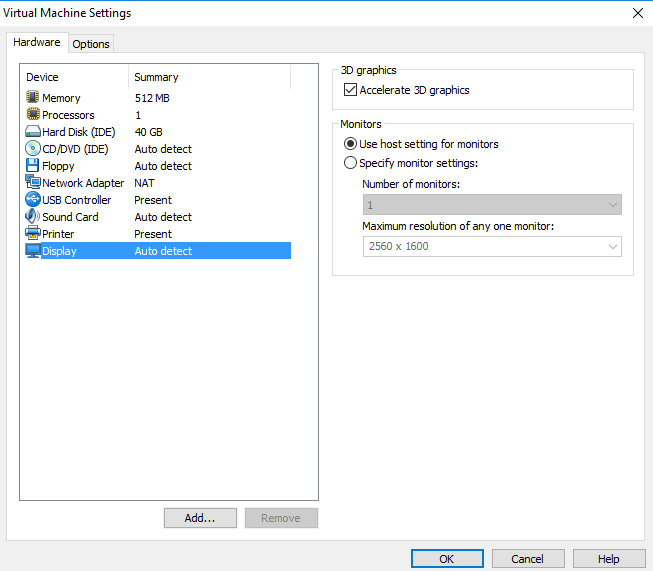 Virtual Machine Settings
Hardware Options
Device Summary
Memory 512 MB
Processors 1
Hard Disk (IDE) 40 GB
CD/DVD (IDE) Auto detect
Floppy Auto detect
Network Adapter NAT
USB Controller Present
Sound Card Auto detect
Printer Present
Display Auto detect
Add...
Remove
3D graphics
Accelerate 3D graphics
Monitors
Use host setting for monitors
Specify monitor settings:
Number of monitors:
1
Maximum resolution of any one monitor:
2560 x 1600
OK Cancel Help